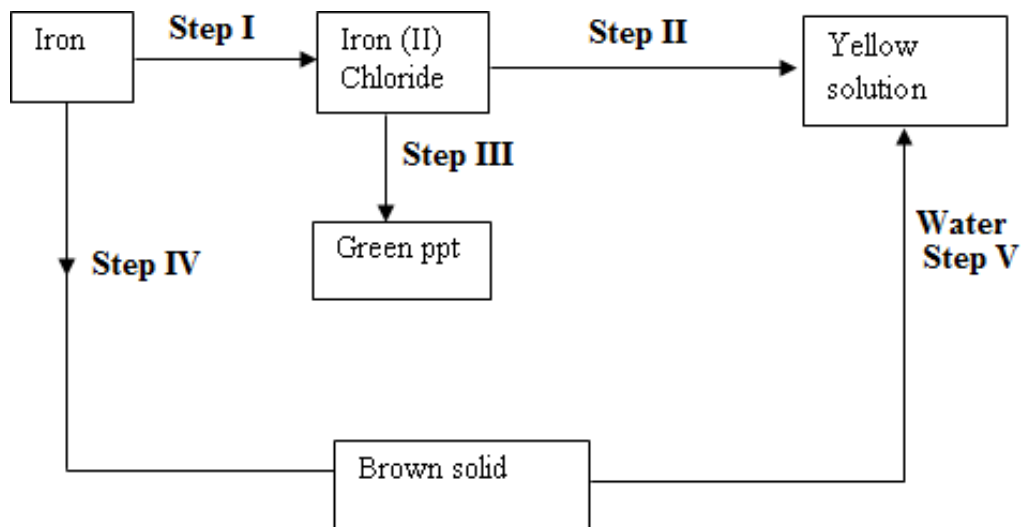 Iron
Step I
Iron (II)
Chloride
Step II
Yellow
solution
Step III
Green ppt
Step IV
Water
Step V
Brown solid